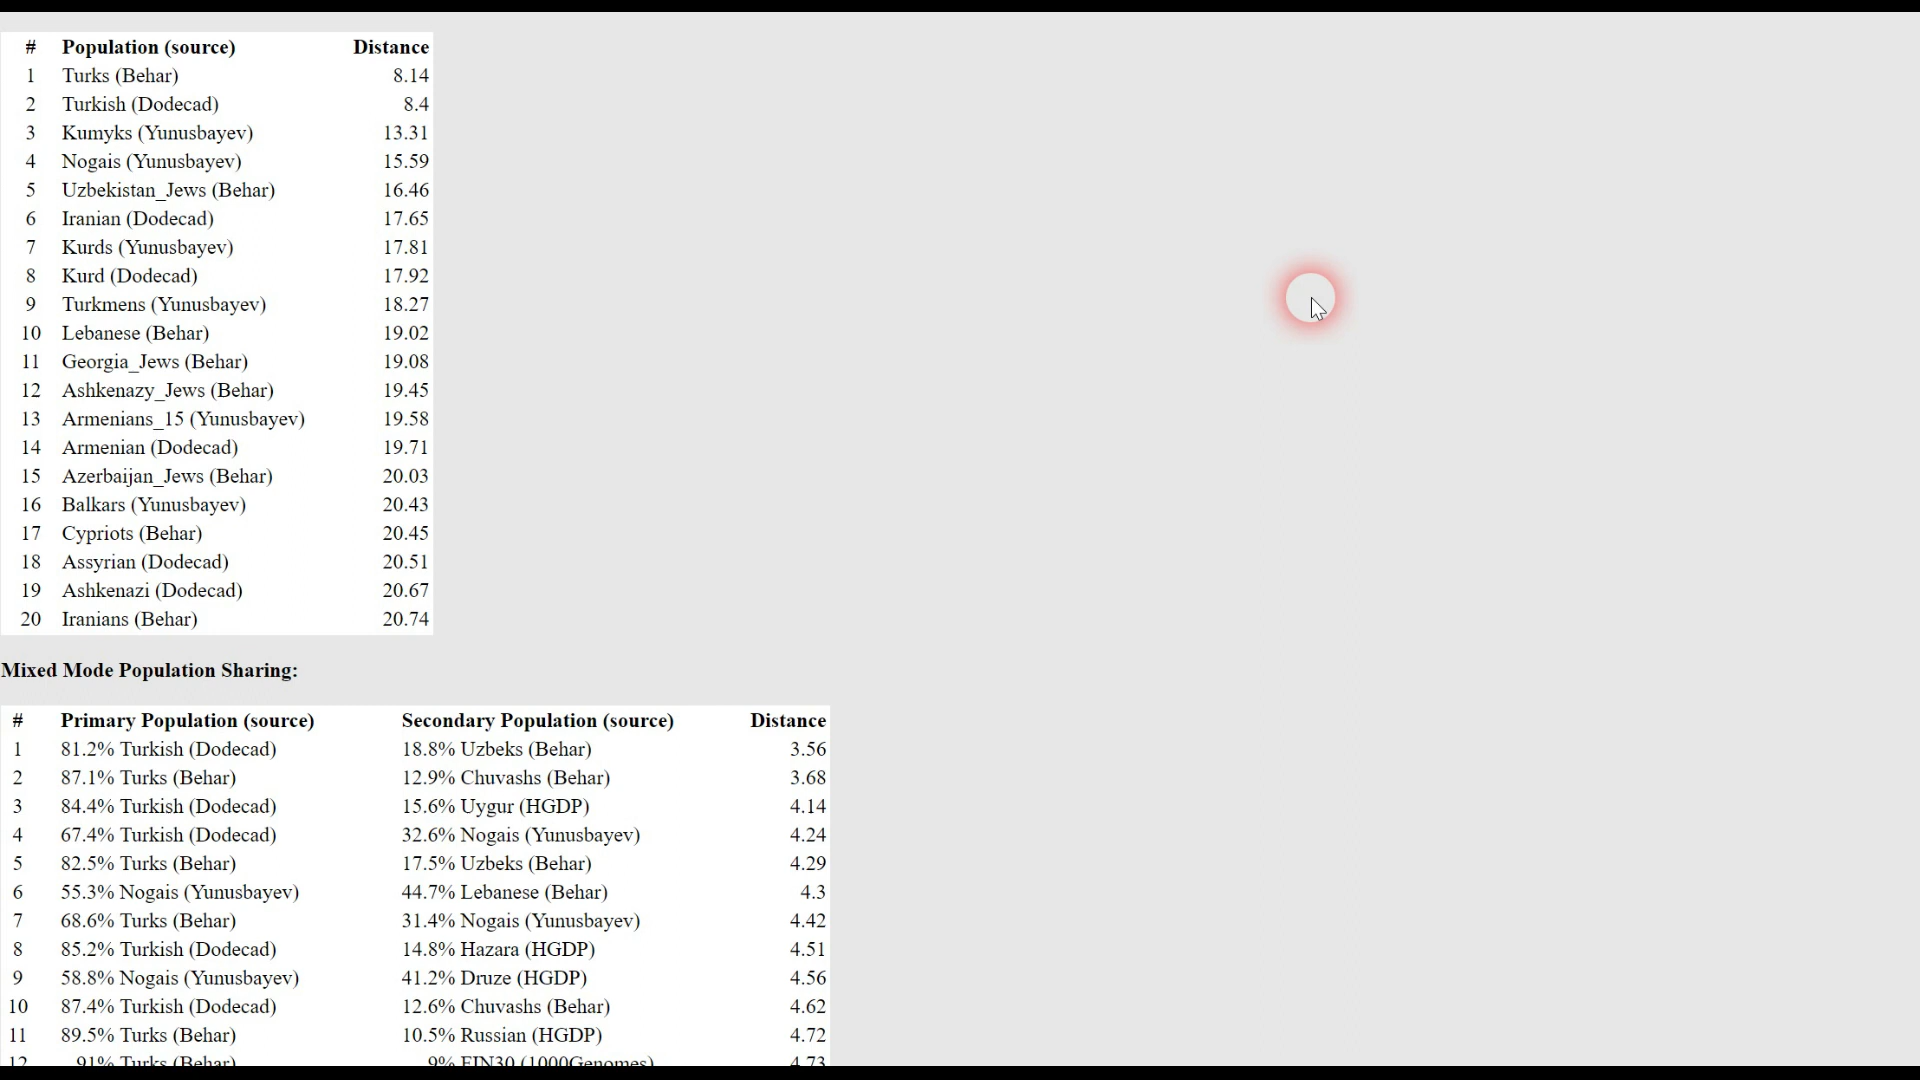 # Population (source) Distance
1 Turks (Behar) 8.14
2 Turkish (Dodecad) 8.4
3 Kumyks (Yunusbayev) 13.31
4 Nogais (Yunusbayev) 15.59
5 Uzbekistan_Jews (Behar) 16.46
6 Iranian (Dodecad) 17.65
7 Kurds (Yunusbayev) 17.81
8 Kurd (Dodecad) 17.92
9 Turkmens (Yunusbayev) 18.27
10 Lebanese (Behar) 19.02
11 Georgia_Jews (Behar) 19.08
12 Ashkenazy_Jews (Behar) 19.45
13 Armenians_15 (Yunusbayev) 19.58
14 Armenian (Dodecad) 19.71
15 Azerbaijan_Jews (Behar) 20.03
16 Balkars (Yunusbayev) 20.43
17 Cypriots (Behar) 20.45
18 Assyrian (Dodecad) 20.51
19 Ashkenazi (Dodecad) 20.67
20 Iranians (Behar) 20.74
Mixed Mode Population Sharing:
# Primary Population (source) Secondary Population (source) Distance
1 81.2% Turkish (Dodecad) 18.8% Uzbeks (Behar) 3.56
2 87.1% Turks (Behar) 12.9% Chuvashs (Behar) 3.68
3 84.4% Turkish (Dodecad) 15.6% Uygur (HGDP) 4.14
4 67.4% Turkish (Dodecad) 32.6% Nogais (Yunusbayev) 4.24
5 82.5% Turks (Behar) 17.5% Uzbeks (Behar) 4.29
6 55.3% Nogais (Yunusbayev) 44.7% Lebanese (Behar) 4.3
7 68.6% Turks (Behar) 31.4% Nogais (Yunusbayev) 4.42
8 85.2% Turkish (Dodecad) 14.8% Hazara (HGDP) 4.51
9 58.8% Nogais (Yunusbayev) 41.2% Druze (HGDP) 4.56
10 87.4% Turkish (Dodecad) 12.6% Chuvashs (Behar) 4.62
11 89.5% Turks (Behar) 10.5% Russian (HGDP) 4.72
12 91% Turks (Behar) 9% FIN30 (1000Genomes) 4.73